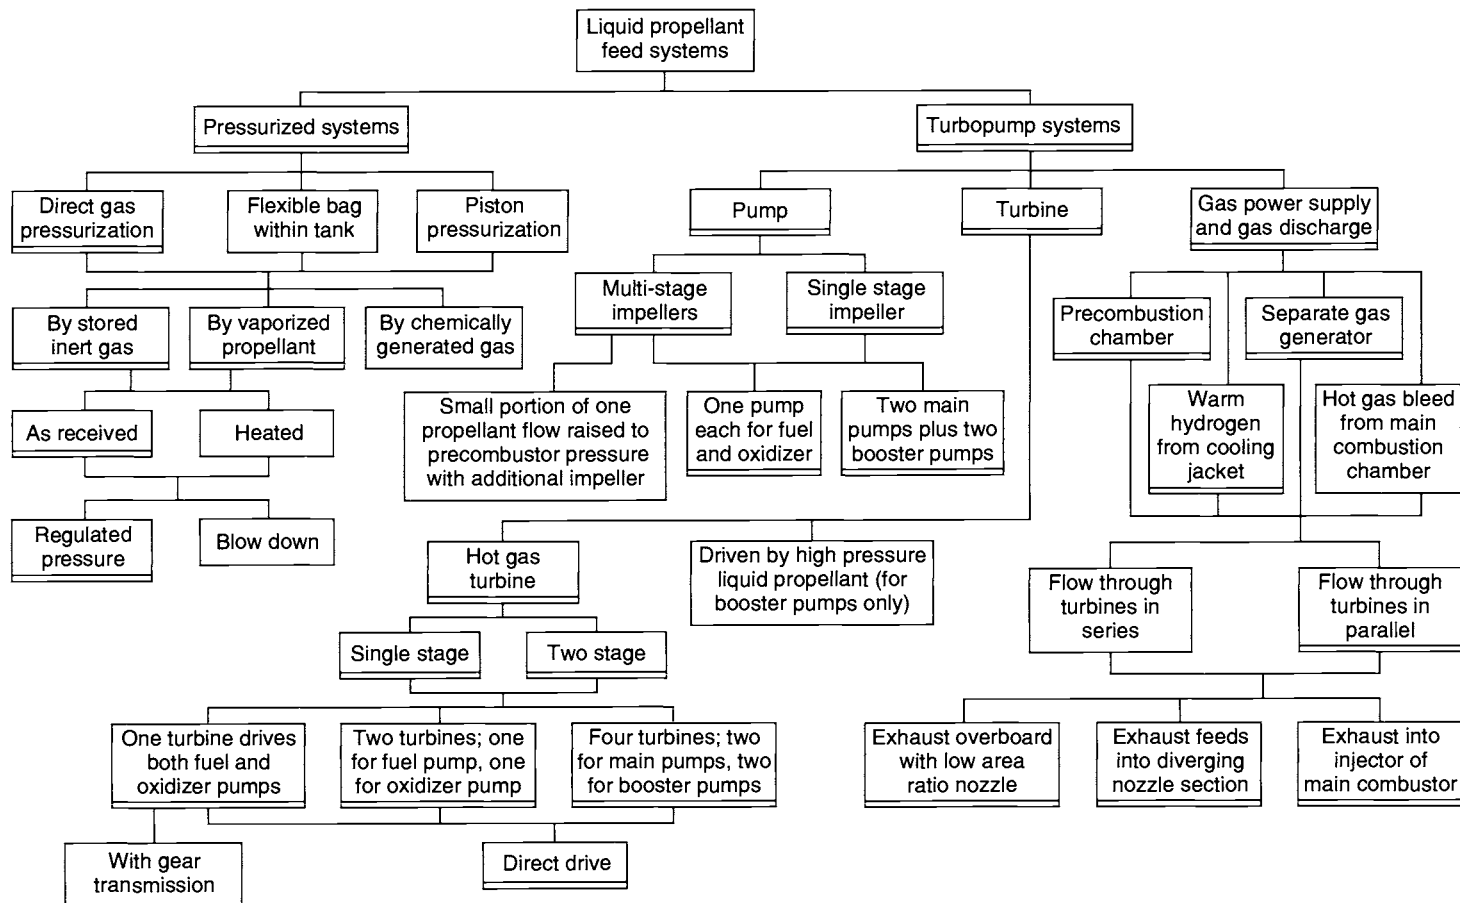 Liquid propellant
feed systems
Pressurized systems
Turbopump systems
Direct gas
pressurization
Flexible bag
within tank
Piston
pressurization
Pump
Turbine
Gas power supply
and gas discharge
By stored
inert gas
By vaporized
propellant
By chemically
generated gas
Multi-stage
impellers
Single stage
impeller
Precombustion
chamber
Separate gas
generator
As received
Heated
Small portion of one
propellant flow raised to
precombustor pressure
with additional impeller
One pump
each for fuel
and oxidizer
Two main
pumps plus two
booster pumps
Warm
hydrogen
from cooling
jacket
Hot gas bleed
from main
combustion
chamber
Regulated
pressure
Blow down
Hot gas
turbine
Driven by high pressure
liquid propellant (for
booster pumps only)
Flow through
turbines in
series
Flow through
turbines in
parallel
Single stage
Two stage
One turbine drives
both fuel and
oxidizer pumps
Two turbines; one
for fuel pump, one
for oxidizer pump
Four turbines; two
for main pumps, two
for booster pumps
Exhaust overboard
with low area
ratio nozzle
Exhaust feeds
into diverging
nozzle section
Exhaust into
injector of
main combustor
With gear
transmission
Direct drive